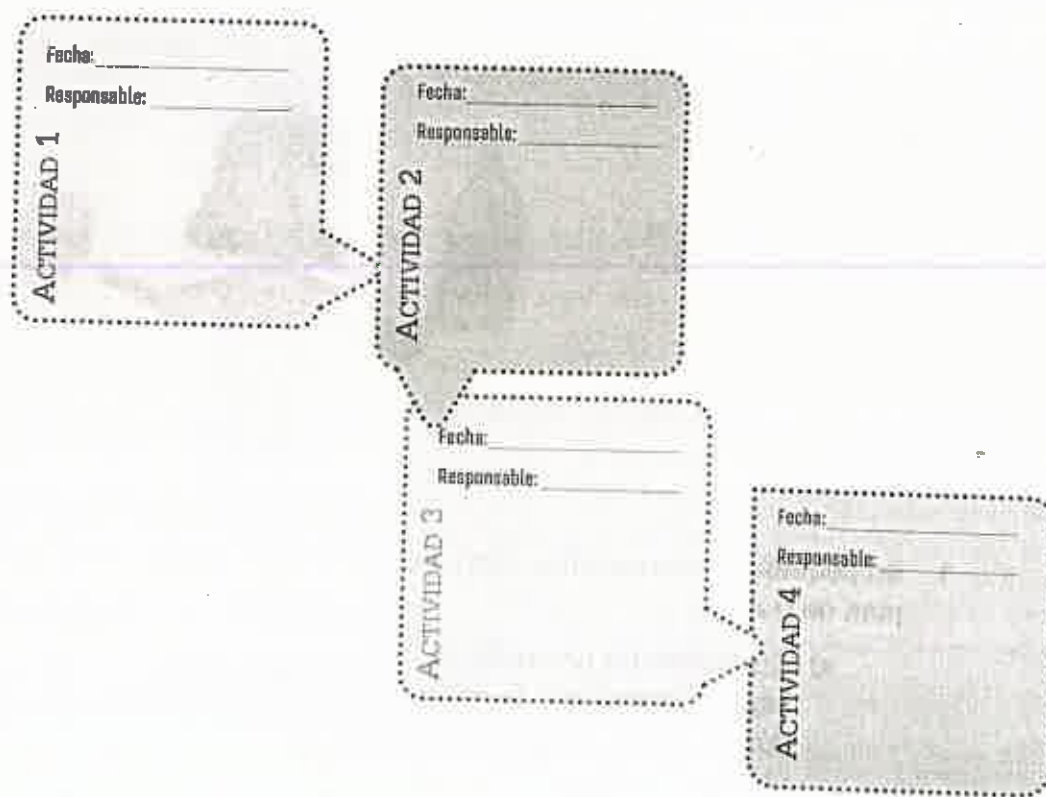 Fecha:
Responsable:
ACTIVIDAD 1
Fecha:
Responsable:
ACTIVIDAD 2
Fecha:
Responsable:
ACTIVIDAD 3
Fecha:
Responsable:
ACTIVIDAD 4